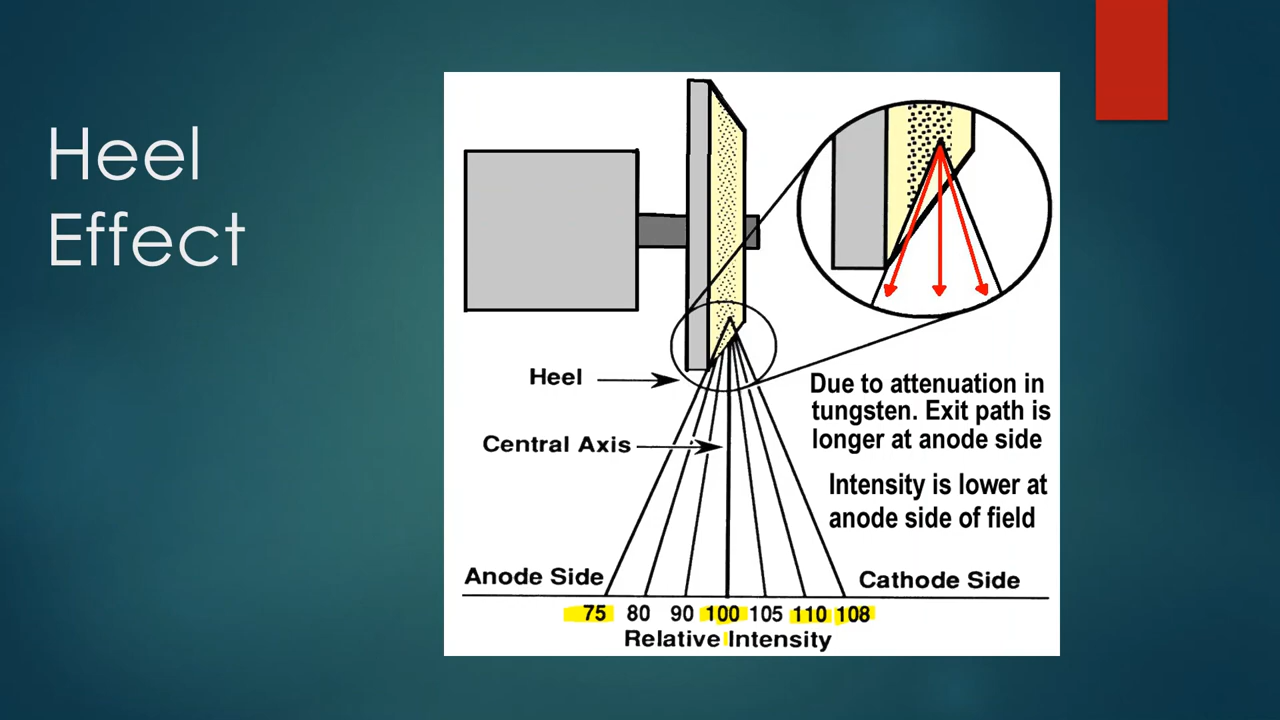 Heel
Effect
Heel
Central Axis
Due to attenuation in
tungsten. Exit path is
longer at anode side
Intensity is lower at
anode side of field
Anode Side
Cathode Side
75 80 90 100 105 110 108
Relative Intensity